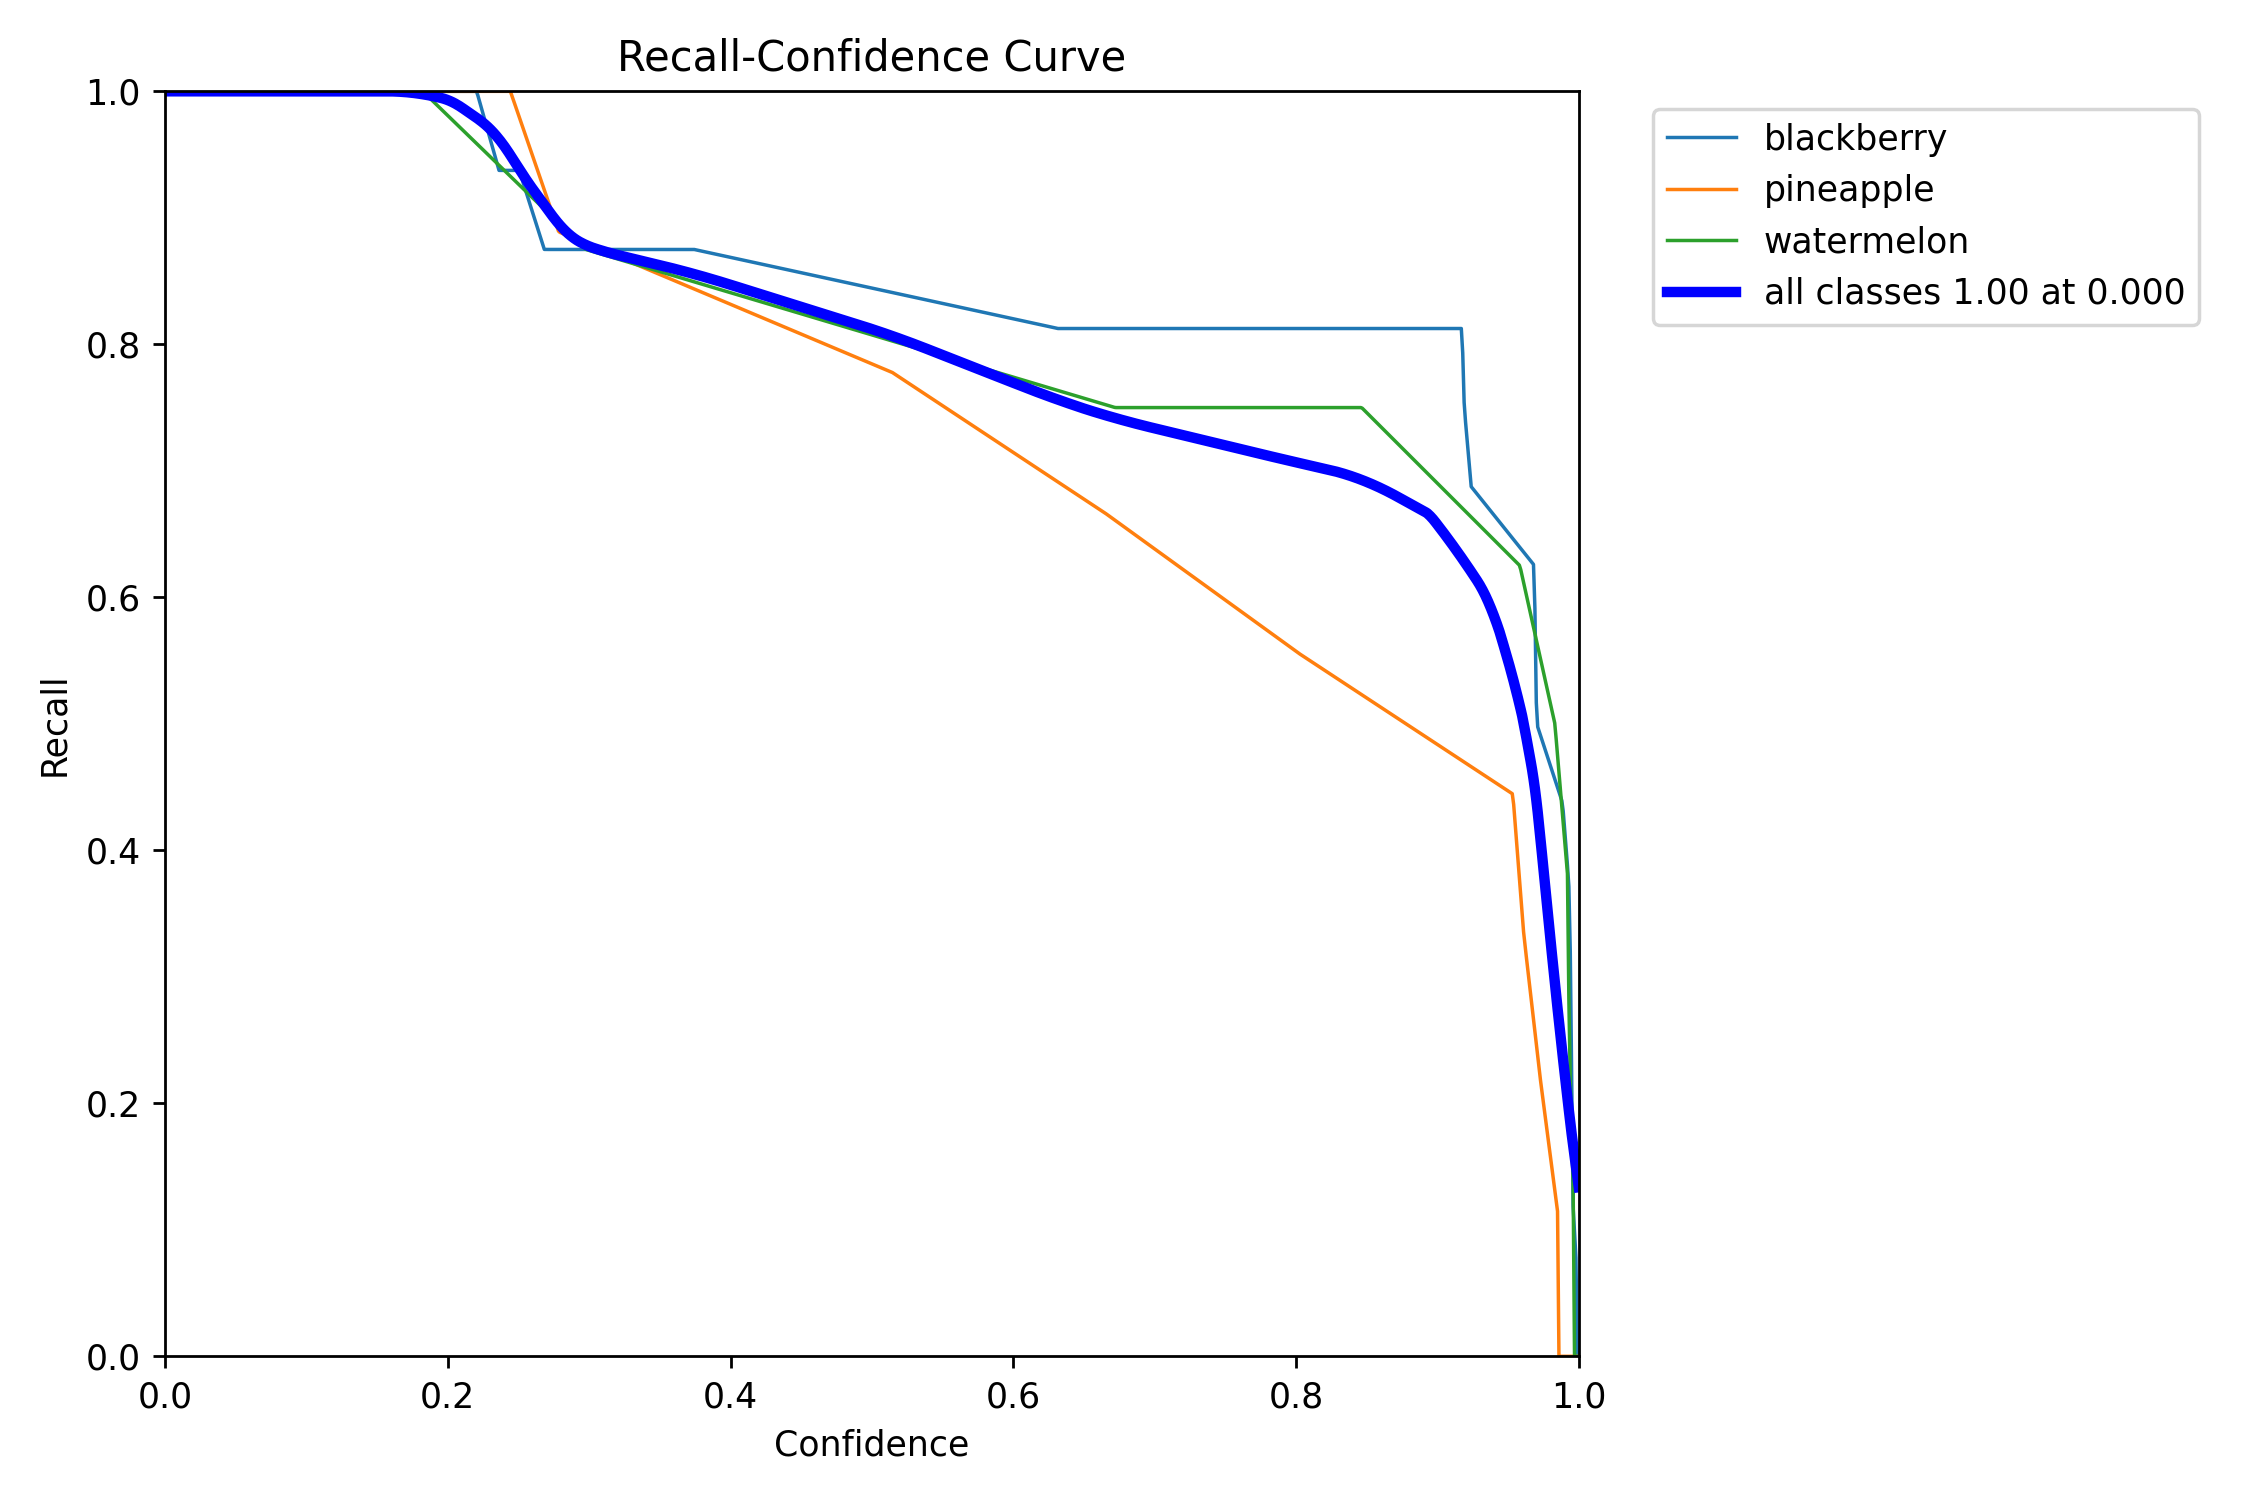 Recall-Confidence Curve
1.0
0.8
0.6
0.4
0.2
0.0
Recall
0.0 0.2 0.4 0.6 0.8 1.0
Confidence
blackberry
pineapple
watermelon
all classes 1.00 at 0.000